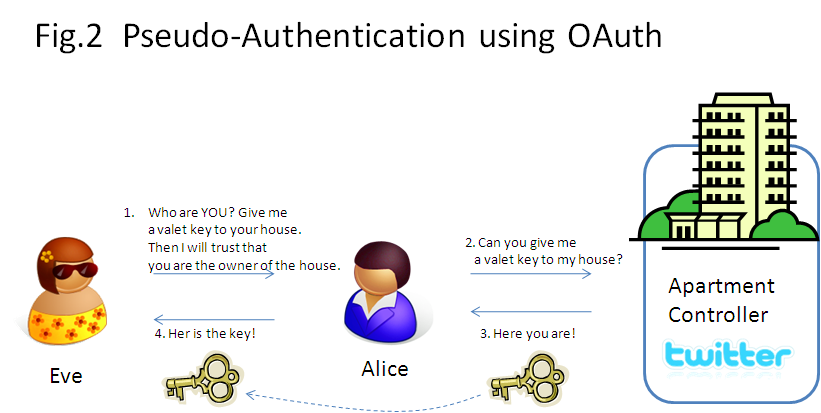 Fig.2 Pseudo-Authentication using OAuth
1. Who are YOU? Give me
a valet key to your house.
Then I will trust that
you are the owner of the house.
2. Can you give me
a valet key to my house?
4. Her is the key!
3. Here you are!
Eve
Alice
Apartment
Controller
twitter